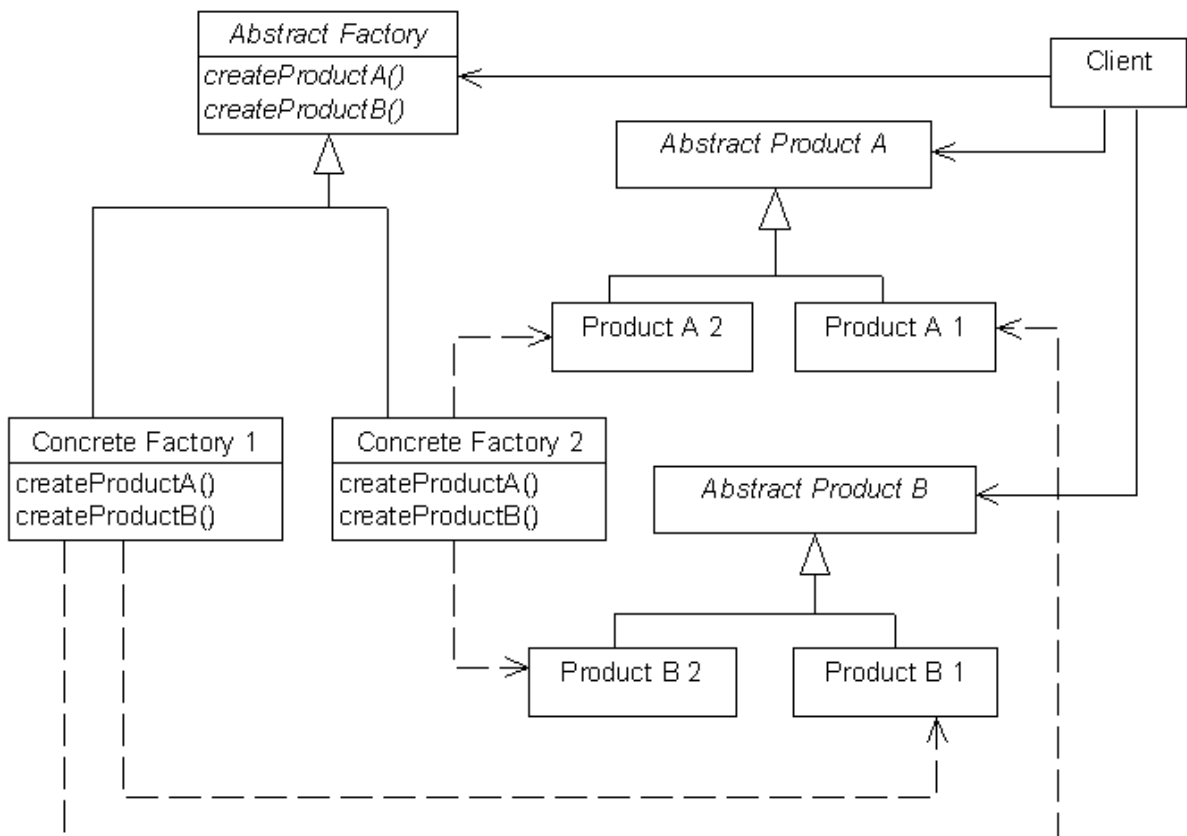 Abstract Factory
createProductA()
createProductB()
Client
Abstract Product A
Product A 2
Product A 1
Concrete Factory 1
createProductA()
createProductB()
Concrete Factory 2
createProductA()
createProductB()
Abstract Product B
Product B 2
Product B 1